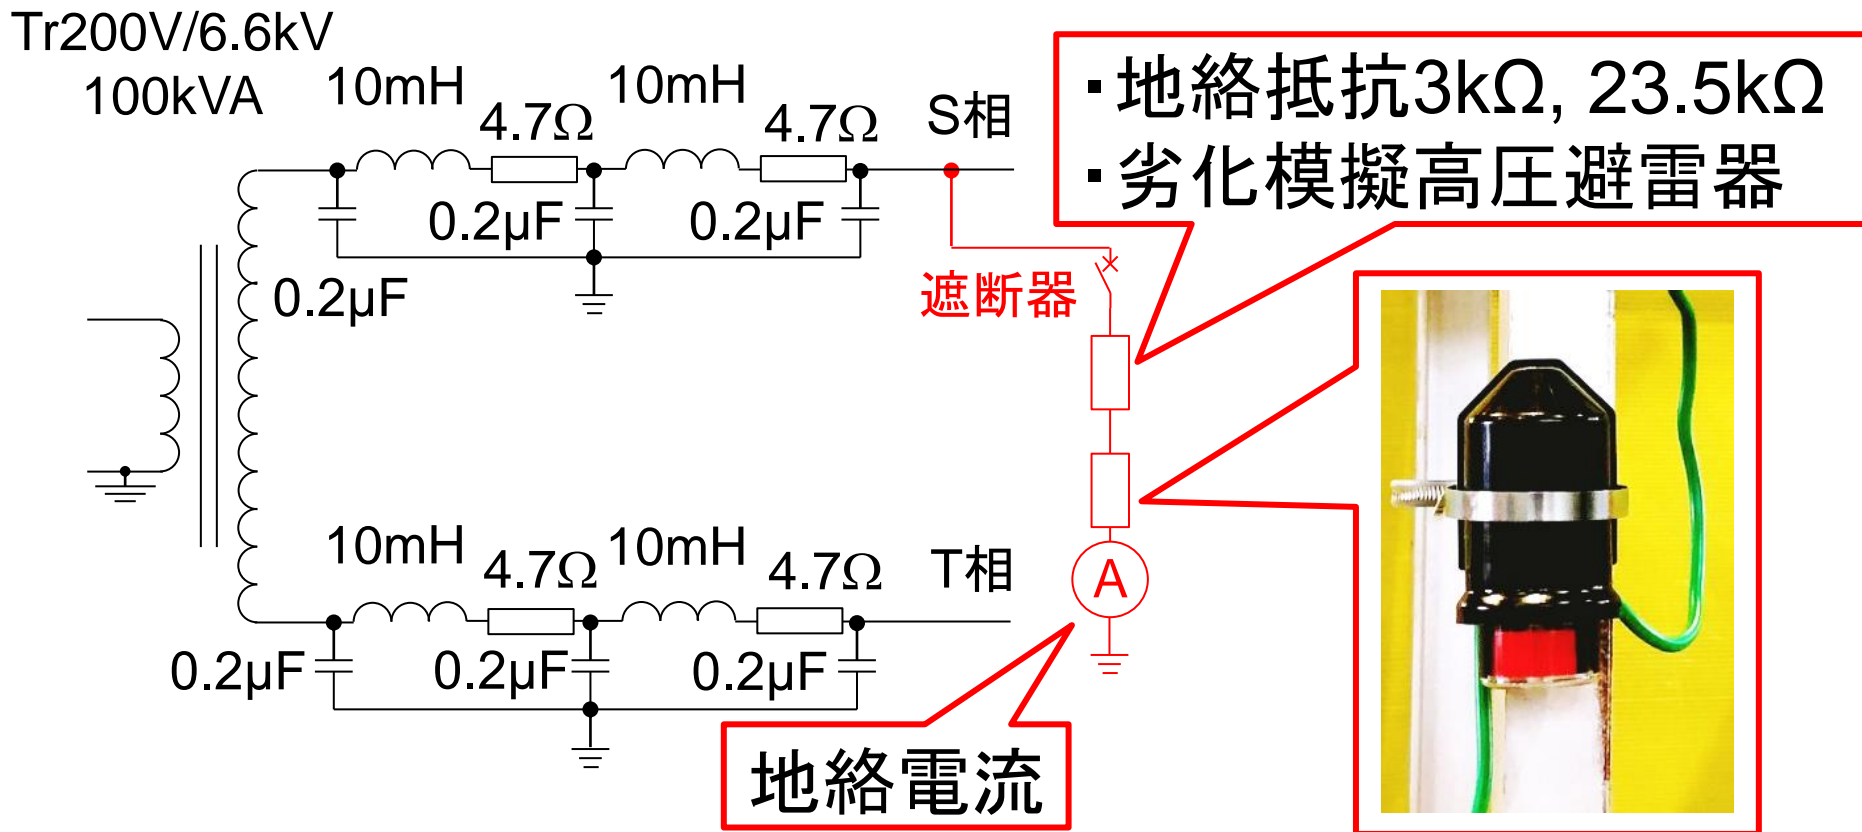 Tr200V/6.6kV
100kVA
10mH
4.7Ω
10mH
4.7Ω
S相
0.2μF
0.2μF
0.2μF
遮断器
・地絡抵抗3kΩ, 23.5kΩ
・劣化模擬高圧避雷器
10mH
4.7Ω
10mH
4.7Ω
T相
A
0.2μF
0.2μF
0.2μF
地絡電流